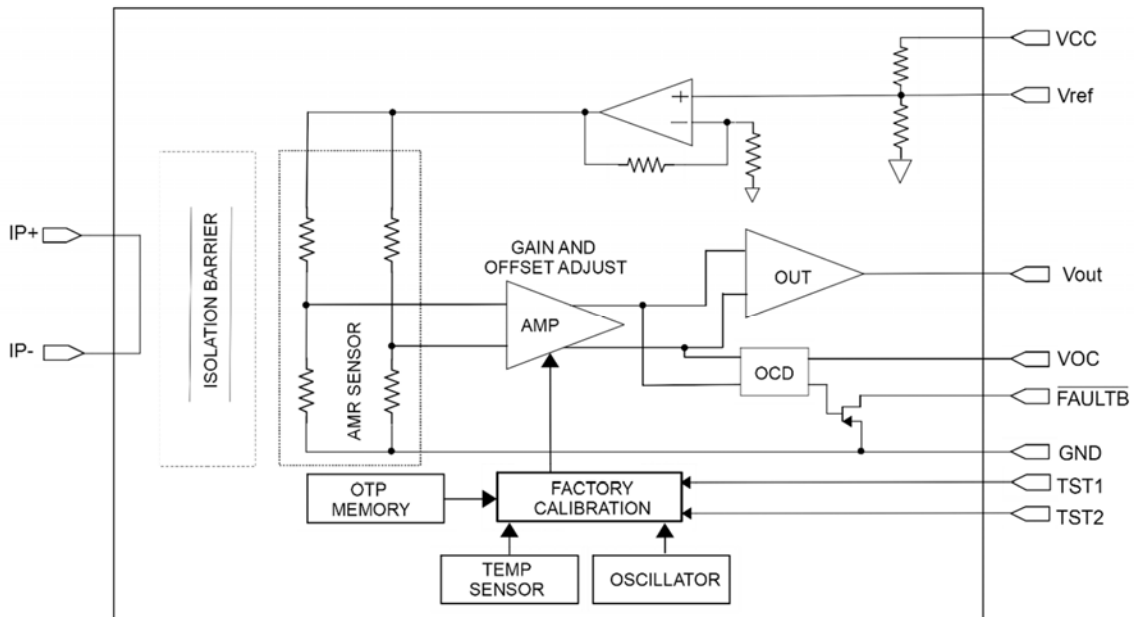 VCC
Vref
+
−
IP+
IP-
ISOLATION BARRIER
AMR SENSOR
GAIN AND
OFFSET ADJUST
AMP
OUT
Vout
OCD
VOC
FAULTB
GND
OTP
MEMORY
FACTORY
CALIBRATION
TST1
TST2
TEMP
SENSOR
OSCILLATOR